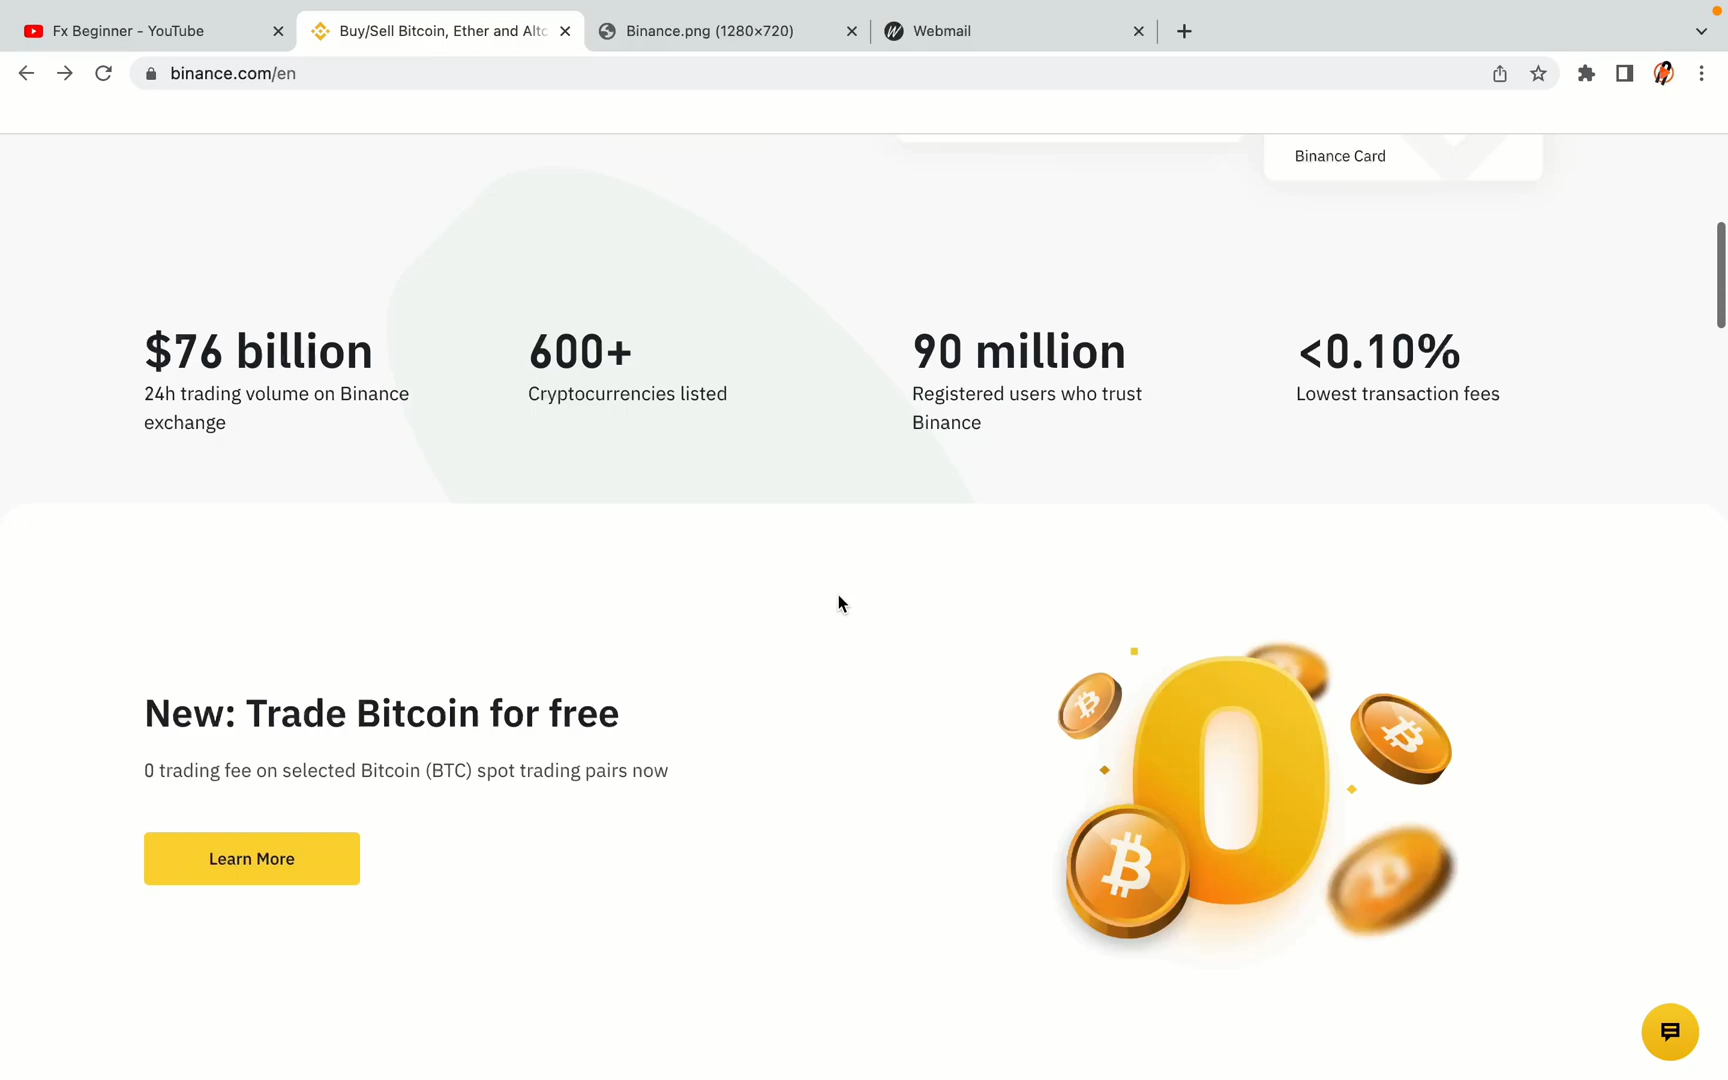 Fx Beginner - YouTube
Buy/Sell Bitcoin, Ether and Altc
Binance.png (1280×720)
Webmail
binance.com/en
Binance Card
$76 billion
24h trading volume on Binance
exchange
600+
Cryptocurrencies listed
90 million
Registered users who trust
Binance
<0.10%
Lowest transaction fees
New: Trade Bitcoin for free
0 trading fee on selected Bitcoin (BTC) spot trading pairs now
Learn More
0